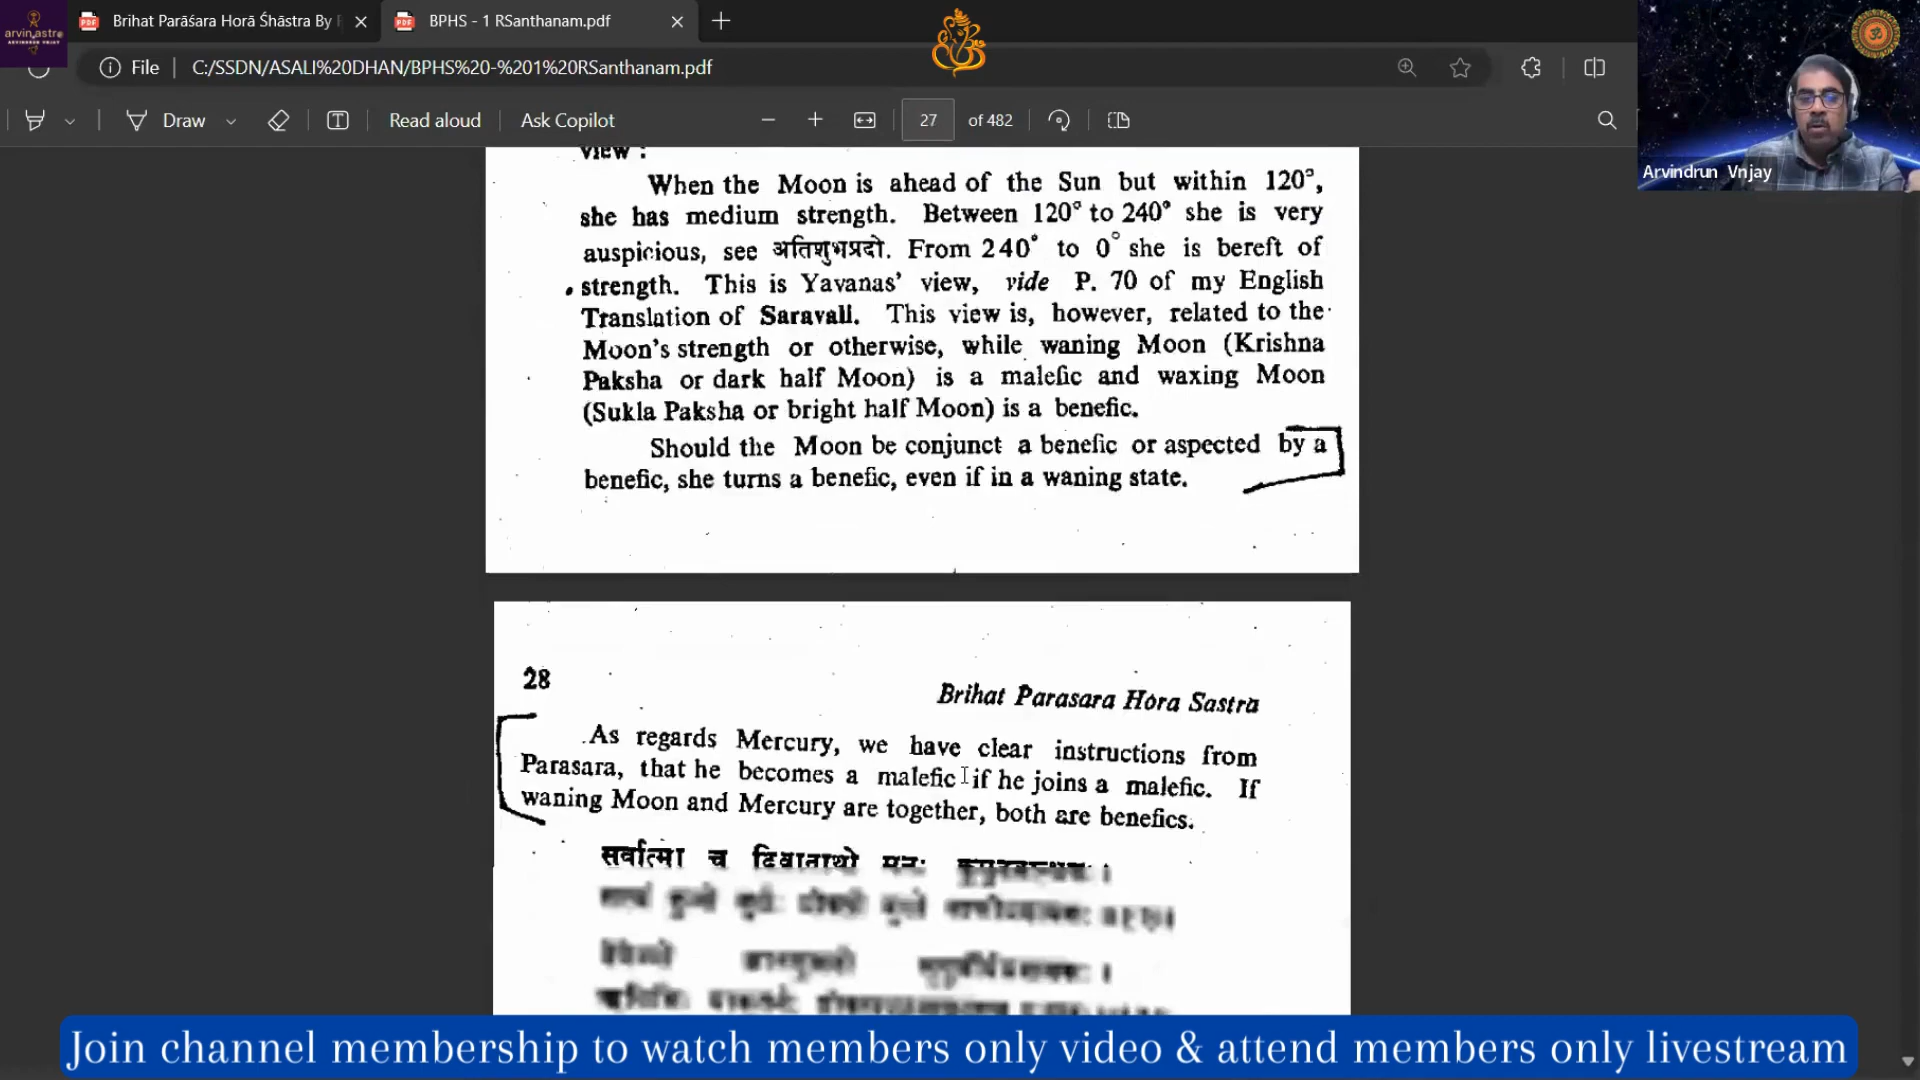 arvin astro
ARVINDRUN VNJAY
Brihat Parāśara Horā Śhāstra By
BPHS - 1 RSanthanam.pdf
File
C:/SSDN/ASALI%20DHAN/BPHS%20-%201%20RSanthanam.pdf
Draw
Read aloud
Ask Copilot
27
of 482
Arvindrun Vnjay
view :
When the Moon is ahead of the Sun but within 120°,
she has medium strength. Between 120° to 240° she is very
auspicious, see अतिशुभप्रदो. From 240° to 0° she is bereft of
strength. This is Yavanas' view, vide P. 70 of my English
Translation of Saravali. This view is, however, related to the
Moon's strength or otherwise, while waning Moon (Krishna
Paksha or dark half Moon) is a malefic and waxing Moon
(Sukla Paksha or bright half Moon) is a benefic.
Should the Moon be conjunct a benefic or aspected by a
benefic, she turns a benefic, even if in a waning state.
28
Brihat Parasara Hora Sastra
As regards Mercury, we have clear instructions from
Parasara, that he becomes a malefic if he joins a malefic. If
waning Moon and Mercury are together, both are benefics.
सर्वात्मा च दिवानाथो मनः
Join channel membership to watch members only video & attend members only livestream